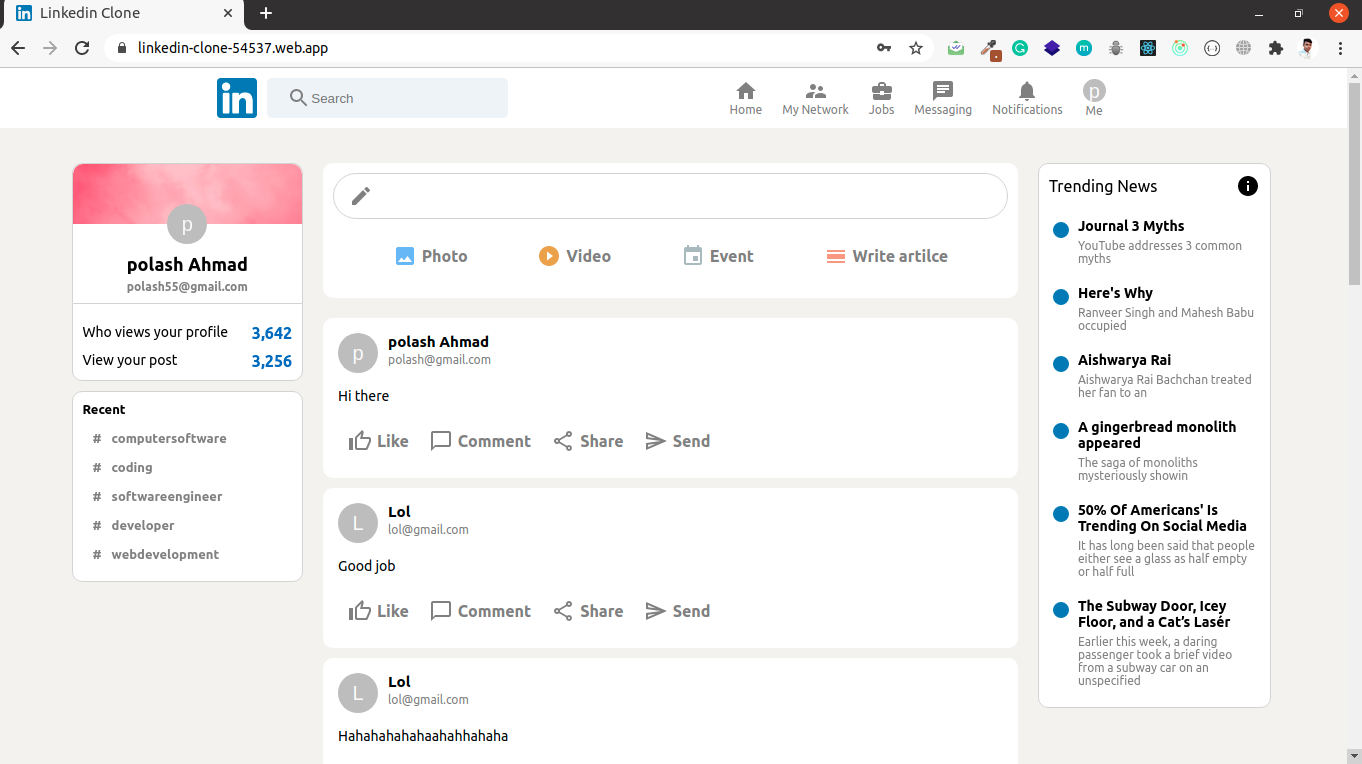 Linkedin Clone
linkedin-clone-54537.web.app
in
Search
Home
My Network
Jobs
Messaging
Notifications
p
Me
p
polash Ahmad
polash55@gmail.com
Who views your profile 3,642
View your post 3,256
Recent
# computersoftware
# coding
# softwareengineer
# developer
# webdevelopment
Photo
Video
Event
Write artilce
p
polash Ahmad
polash@gmail.com
Hi there
Like Comment Share Send
L
Lol
lol@gmail.com
Good job
Like Comment Share Send
L
Lol
lol@gmail.com
Hahahahahahaahahhahaha
Trending News
Journal 3 Myths
YouTube addresses 3 common
myths
Here's Why
Ranveer Singh and Mahesh Babu
occupied
Aishwarya Rai
Aishwarya Rai Bachchan treated
her fan to an
A gingerbread monolith
appeared
The saga of monoliths
mysteriously showin
50% Of Americans' Is
Trending On Social Media
It has long been said that people
either see a glass as half empty
or half full
The Subway Door, Icey
Floor, and a Cat’s Lasér
Earlier this week, a daring
passenger took a brief video
from a subway car on an
unspecified